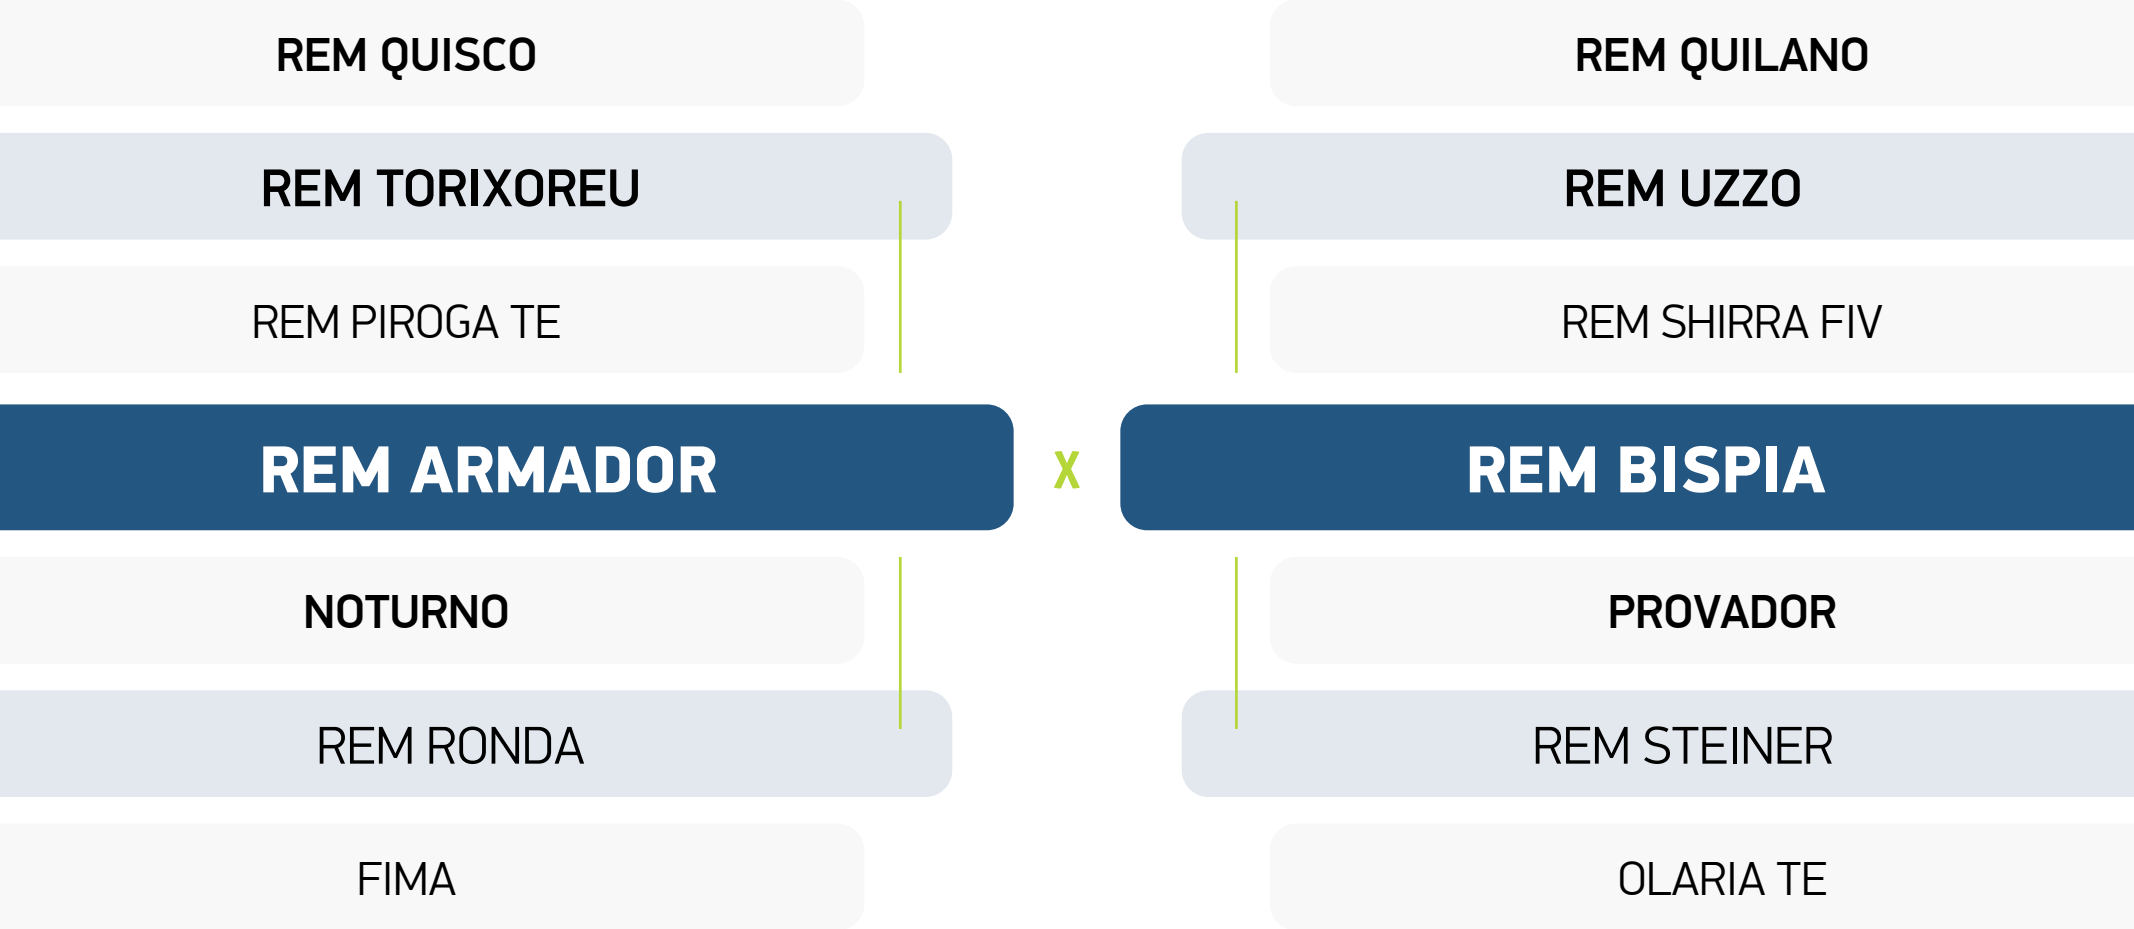 REM QUISCO
REM QUILANO
REM TORIXOREU
REM UZZO
REM PIROGA TE
REM SHIRRA FIV
REM ARMADOR X REM BISPIA
NOTURNO
PROVADOR
REM RONDA
REM STEINER
FIMA
OLARIA TE